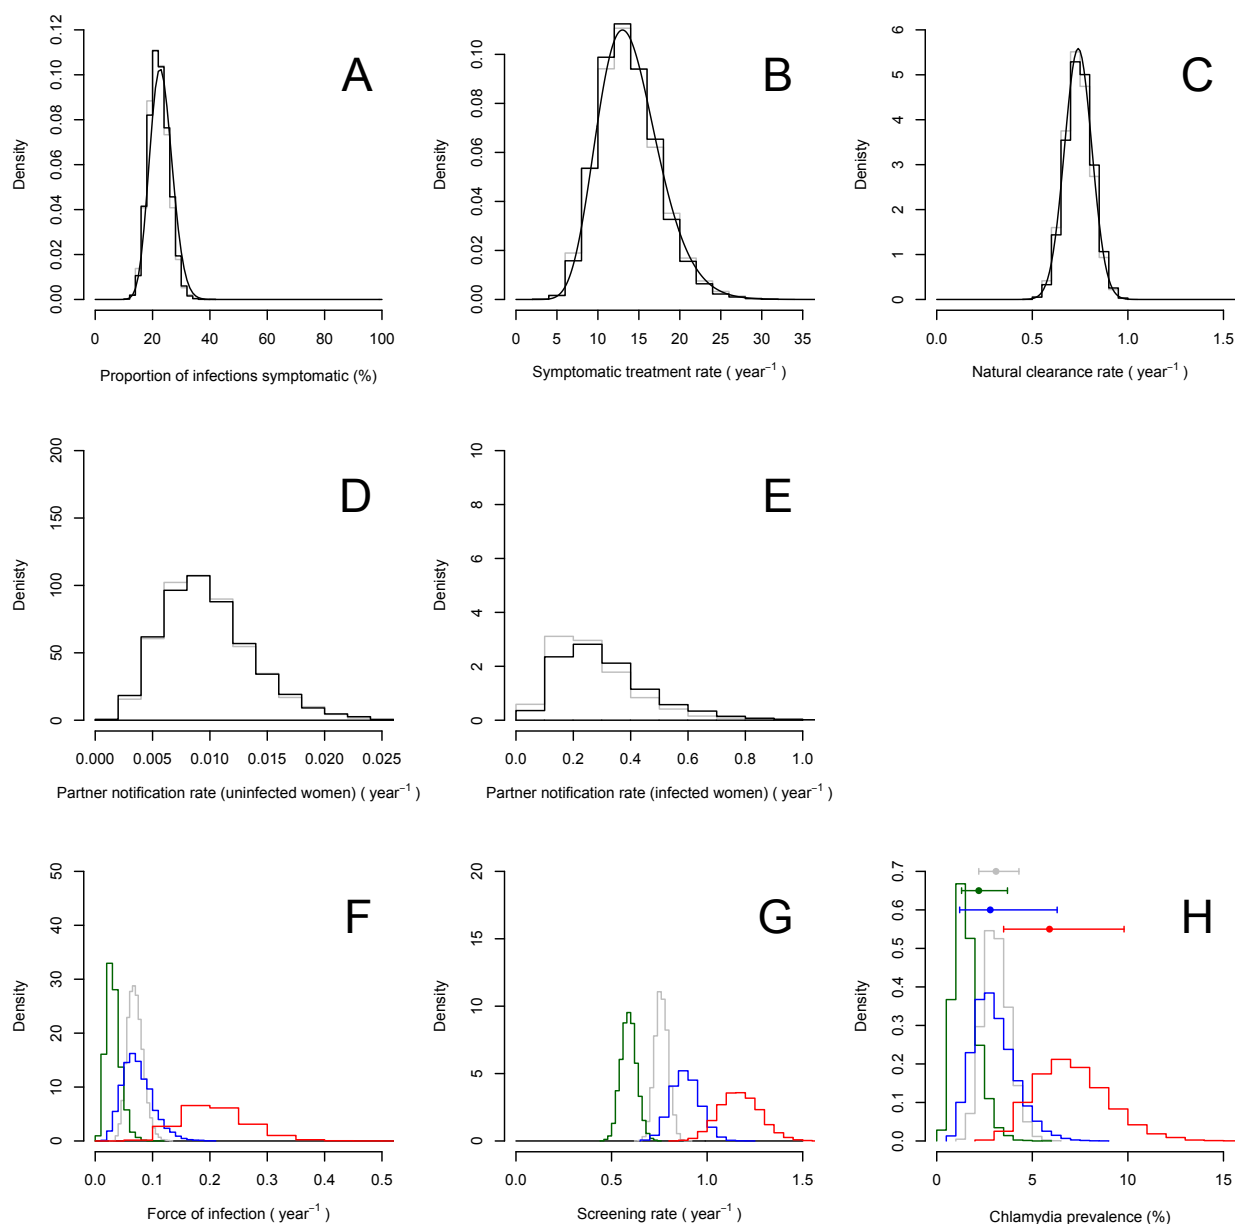 0.00 0.02 0.04 0.06 0.08 0.10 0.12
Density
A
0 20 40 60 80 100
Proportion of infections symptomatic (%)
0.00 0.02 0.04 0.06 0.08 0.10
Density
B
0 5 10 15 20 25 30 35
Symptomatic treatment rate ( year⁻¹ )
0 1 2 3 4 5 6
Denisty
C
0.0 0.5 1.0 1.5
Natural clearance rate ( year⁻¹ )
0 50 100 150 200
Denisty
D
0.000 0.005 0.010 0.015 0.020 0.025
Partner notification rate (uninfected women) ( year⁻¹ )
0 2 4 6 8 10
Denisty
E
0.0 0.2 0.4 0.6 0.8 1.0
Partner notification rate (infected women) ( year⁻¹ )
0 10 20 30 40 50
Density
F
0.0 0.1 0.2 0.3 0.4 0.5
Force of infection ( year⁻¹ )
0 5 10 15 20
Density
G
0.0 0.5 1.0 1.5
Screening rate ( year⁻¹ )
0.0 0.1 0.2 0.3 0.4 0.5 0.6 0.7
Density
H
0 5 10 15
Chlamydia prevalence (%)